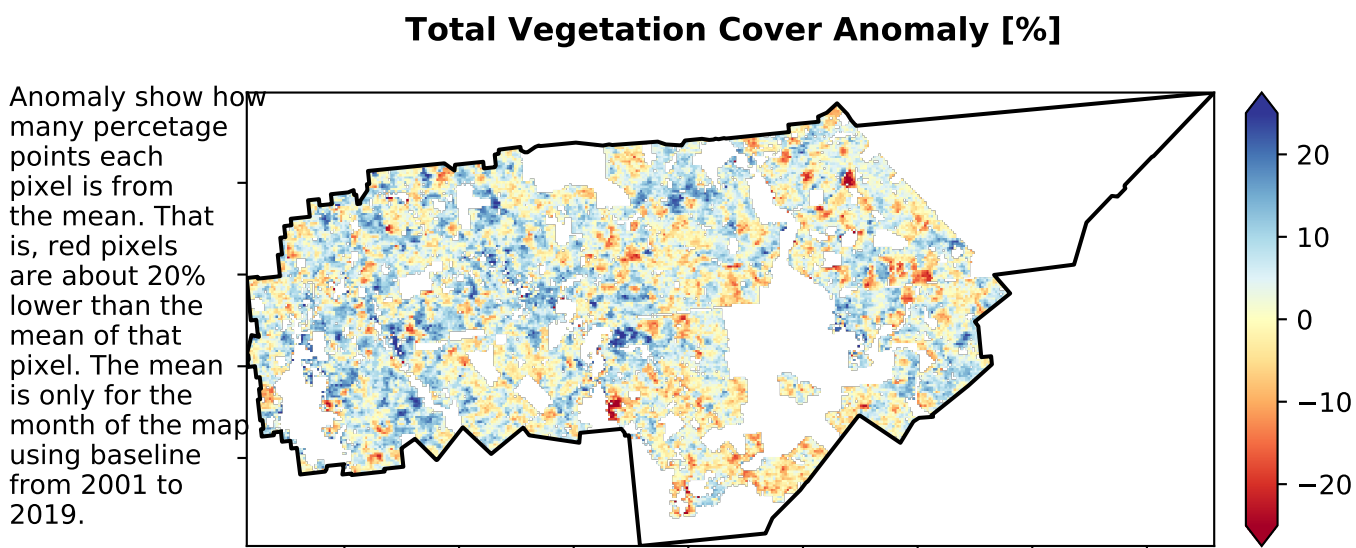 Total Vegetation Cover Anomaly [%]
Anomaly show how
many percetage
points each
pixel is from
the mean. That
is, red pixels
are about 20%
lower than the
mean of that
pixel. The mean
is only for the
month of the map
using baseline
from 2001 to
2019.
20
10
0
−10
−20